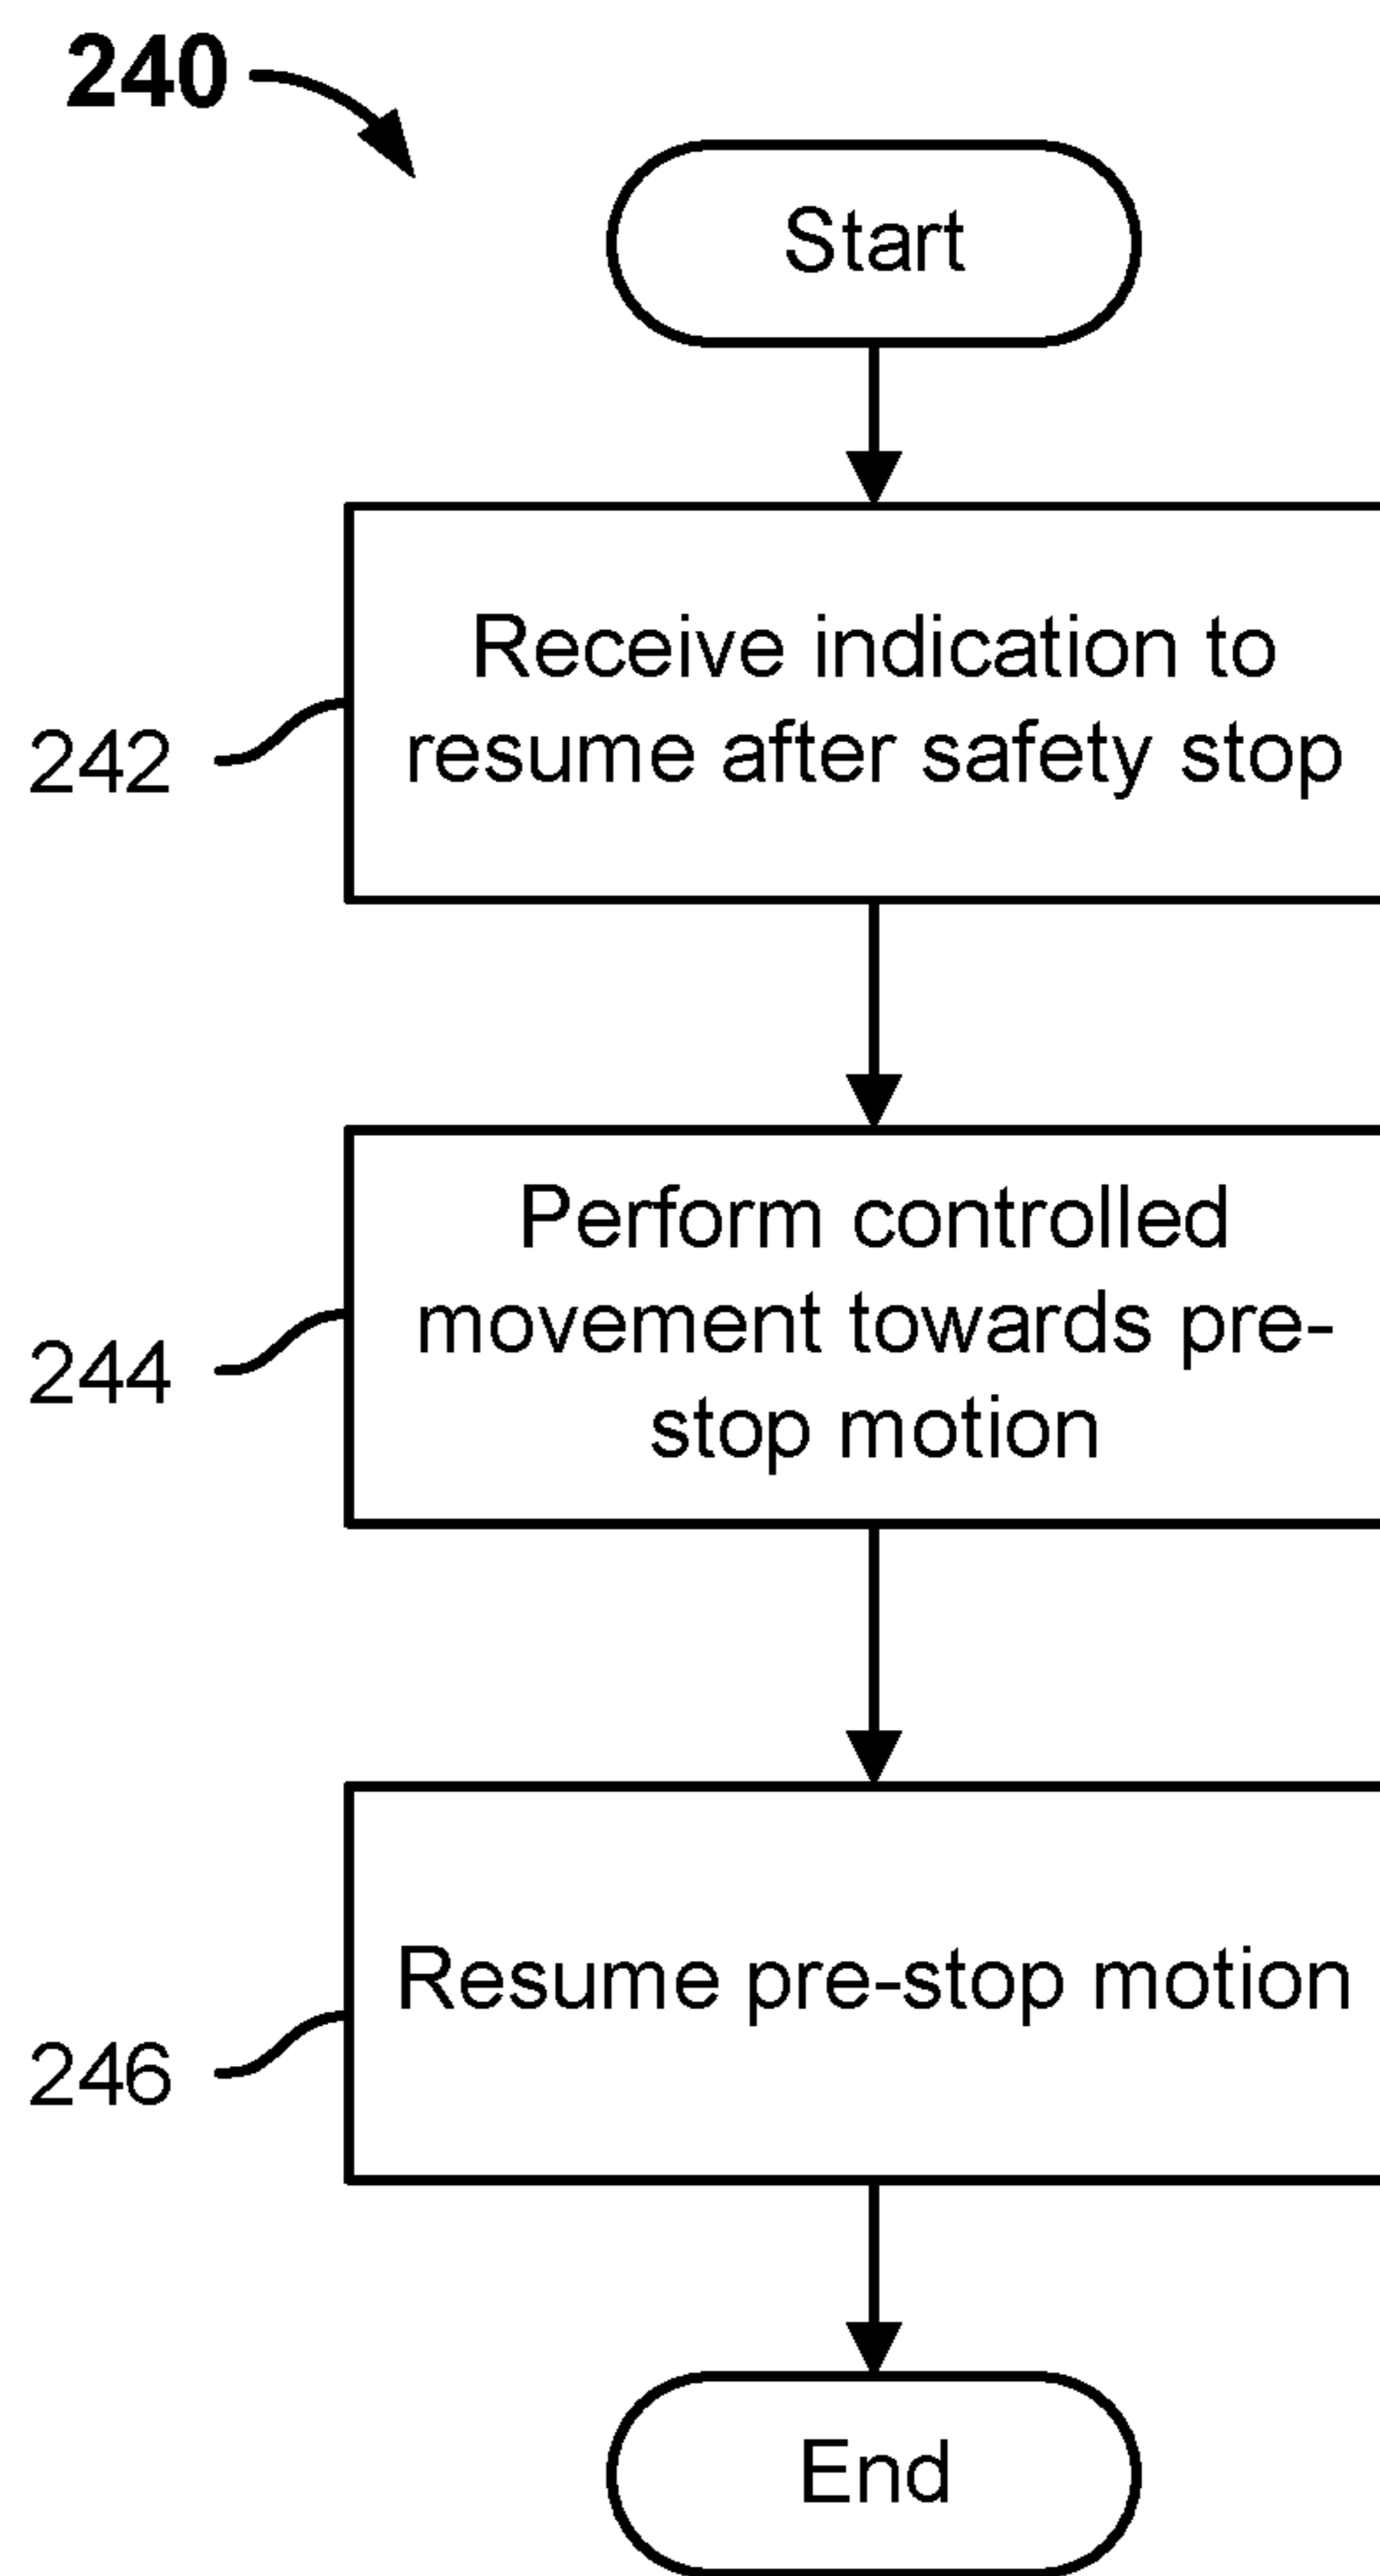 240
Start
Receive indication to
resume after safety stop
242
Perform controlled
movement towards pre-
stop motion
244
Resume pre-stop motion
246
End